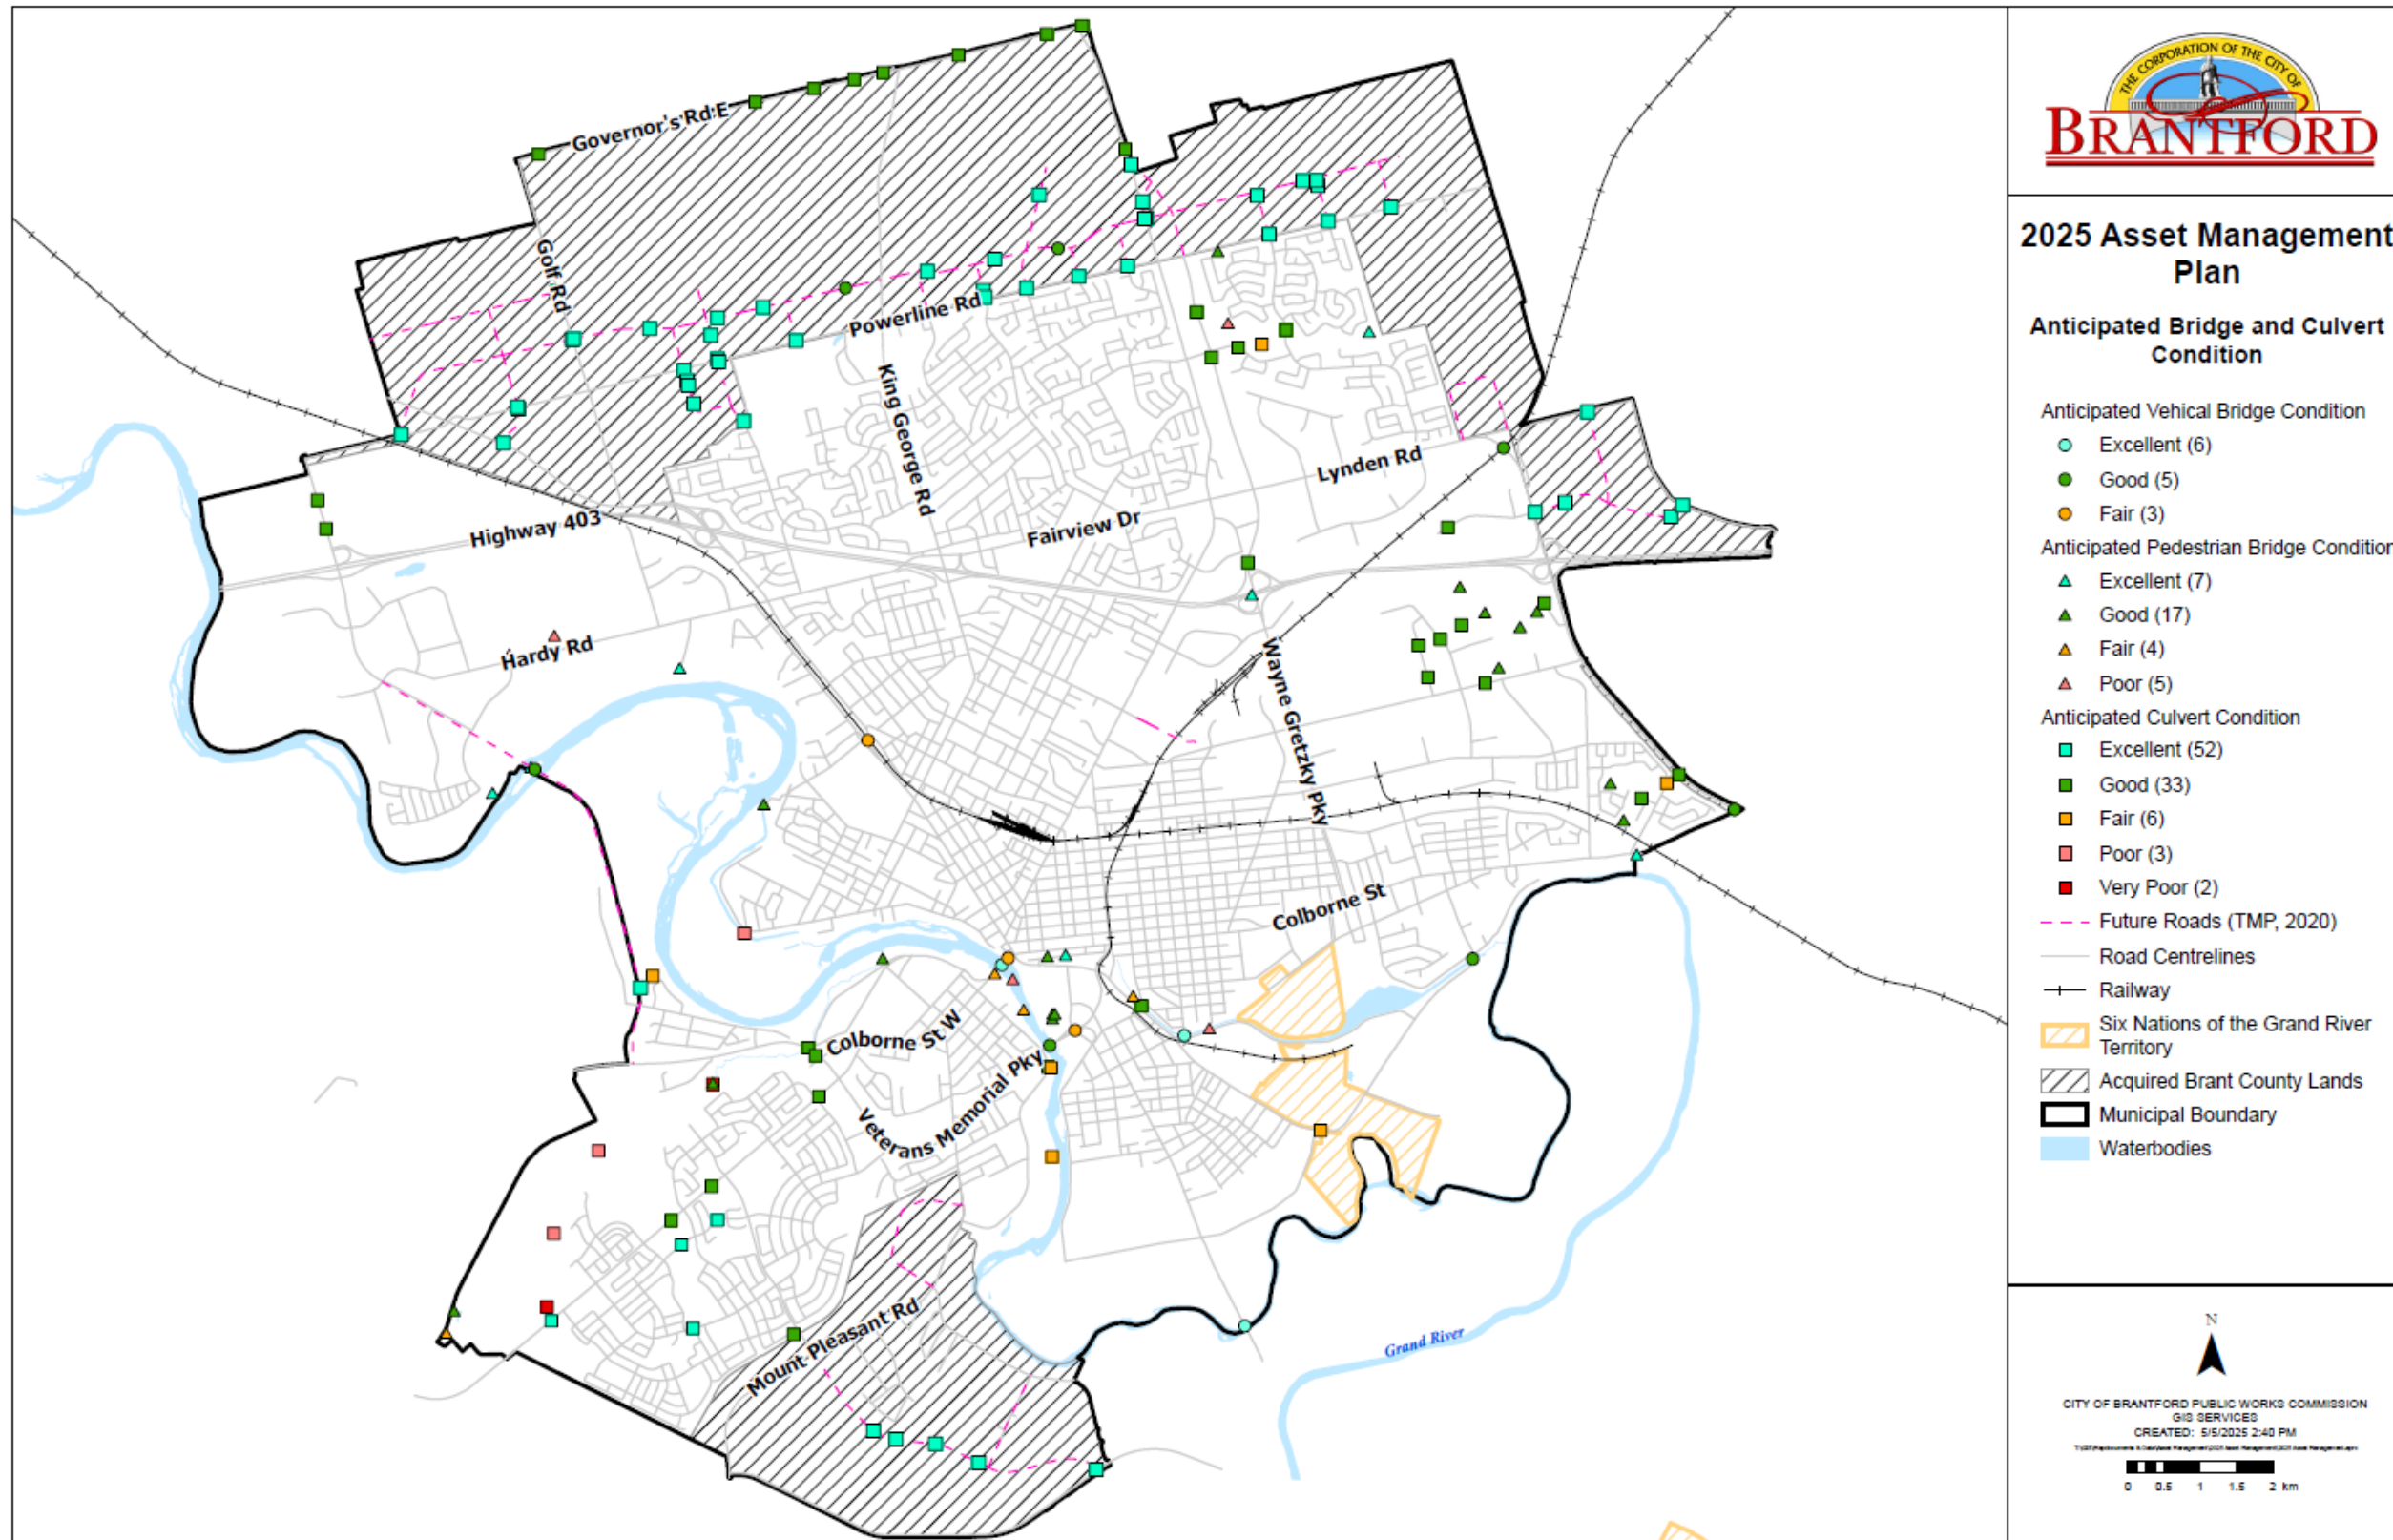 Governor's Rd E
Golf Rd
Powerline Rd
King George Rd
Lynden Rd
Highway 403
Fairview Dr
Hardy Rd
Wayne Gretzky Pky
Colborne St
Colborne St W
Veterans Memorial Pky
Mount Pleasant Rd
Grand River
THE CORPORATION OF THE CITY OF
BRANTFORD
2025 Asset Management
Plan
Anticipated Bridge and Culvert
Condition
Anticipated Vehical Bridge Condition
Excellent (6)
Good (5)
Fair (3)
Anticipated Pedestrian Bridge Condition
Excellent (7)
Good (17)
Fair (4)
Poor (5)
Anticipated Culvert Condition
Excellent (52)
Good (33)
Fair (6)
Poor (3)
Very Poor (2)
Future Roads (TMP, 2020)
Road Centrelines
Railway
Six Nations of the Grand River
Territory
Acquired Brant County Lands
Municipal Boundary
Waterbodies
N
CITY OF BRANTFORD PUBLIC WORKS COMMISSION
GIS SERVICES
CREATED: 5/5/2025 2:40 PM
0 0.5 1 1.5 2 km